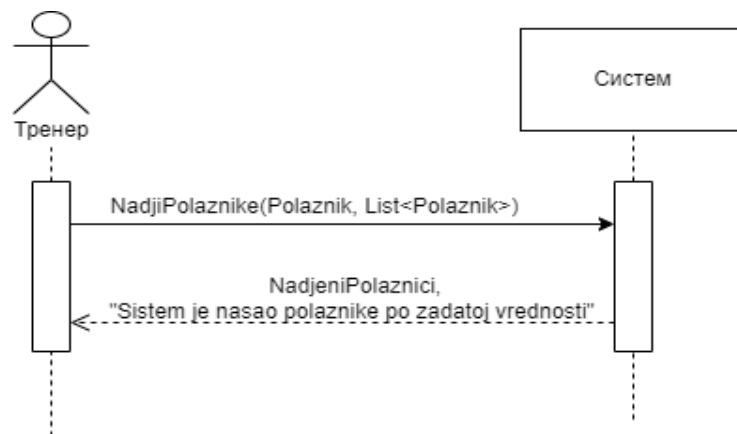 Систем
Тренер
NadjiPolaznike(Polaznik, List<Polaznik>)
NadjeniPolaznici,
"Sistem je nasao polaznike po zadatoj vrednosti"